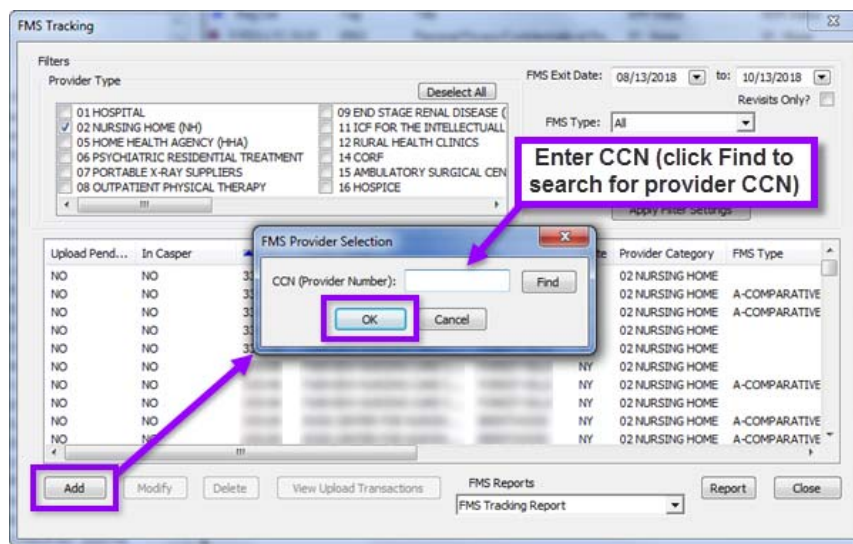 FMS Tracking
Filters
Provider Type
Deselect All
01 HOSPITAL
02 NURSING HOME (NH)
05 HOME HEALTH AGENCY (HHA)
06 PSYCHIATRIC RESIDENTIAL TREATMENT
07 PORTABLE X-RAY SUPPLIERS
08 OUTPATIENT PHYSICAL THERAPY
09 END STAGE RENAL DISEASE (
11 ICF FOR THE INTELLECTUALL
12 RURAL HEALTH CLINICS
14 CORF
15 AMBULATORY SURGICAL CEN
16 HOSPICE
FMS Exit Date: 08/13/2018 to: 10/13/2018
Revisits Only?
FMS Type: All
Enter CCN (click Find to
search for provider CCN)
Apply Filter Settings
FMS Provider Selection
CCN (Provider Number): Find
OK Cancel
Upload Pend... In Casper Provider Category FMS Type
NO NO 02 NURSING HOME
NO NO 02 NURSING HOME A-COMPARATIVE
NO NO 02 NURSING HOME A-COMPARATIVE
NO NO 02 NURSING HOME
NO NO 02 NURSING HOME
NO NO NY 02 NURSING HOME
NO NO NY 02 NURSING HOME A-COMPARATIVE
NO NO NY 02 NURSING HOME
NO NO NY 02 NURSING HOME A-COMPARATIVE
NO NO NY 02 NURSING HOME A-COMPARATIVE
Add Modify Delete View Upload Transactions
FMS Reports
FMS Tracking Report
Report Close